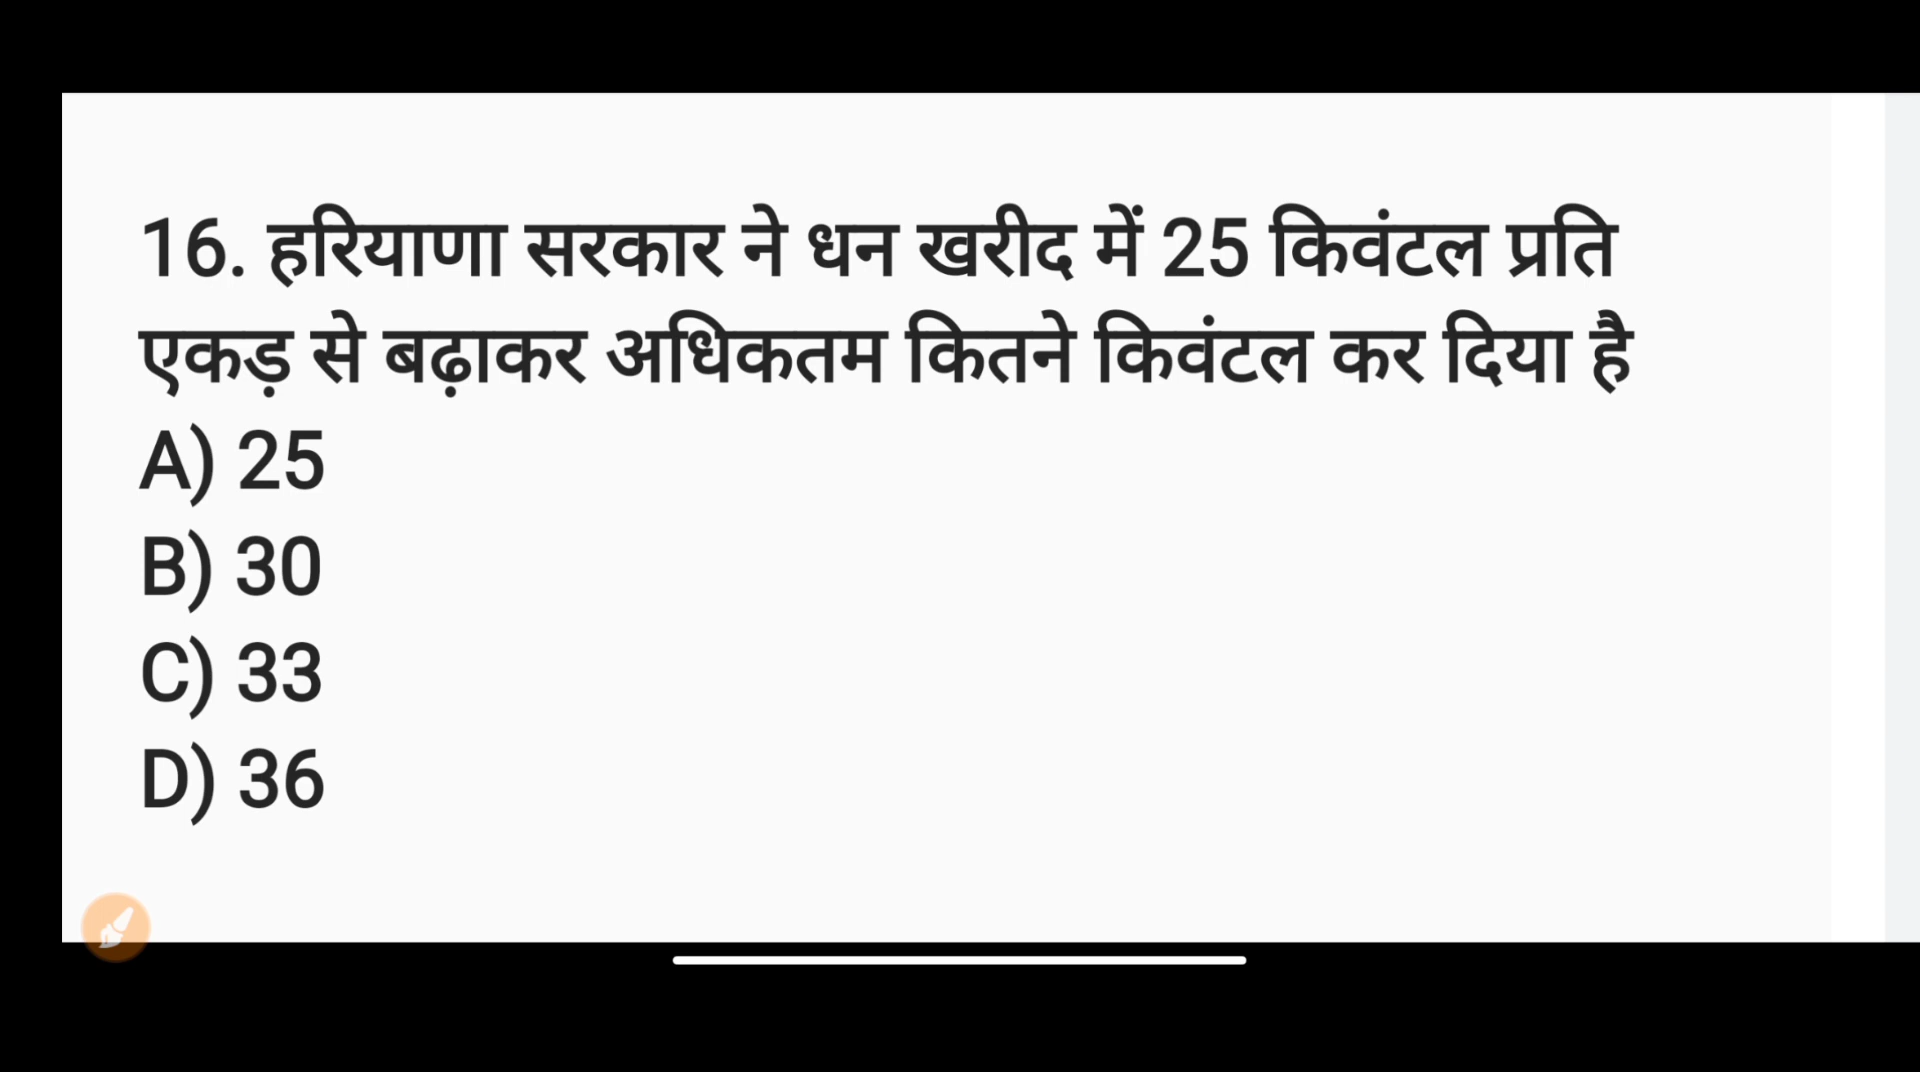 16. हरियाणा सरकार ने धन खरीद में 25 किवंटल प्रति
एकड़ से बढ़ाकर अधिकतम कितने किवंटल कर दिया है
A) 25
B) 30
C) 33
D) 36